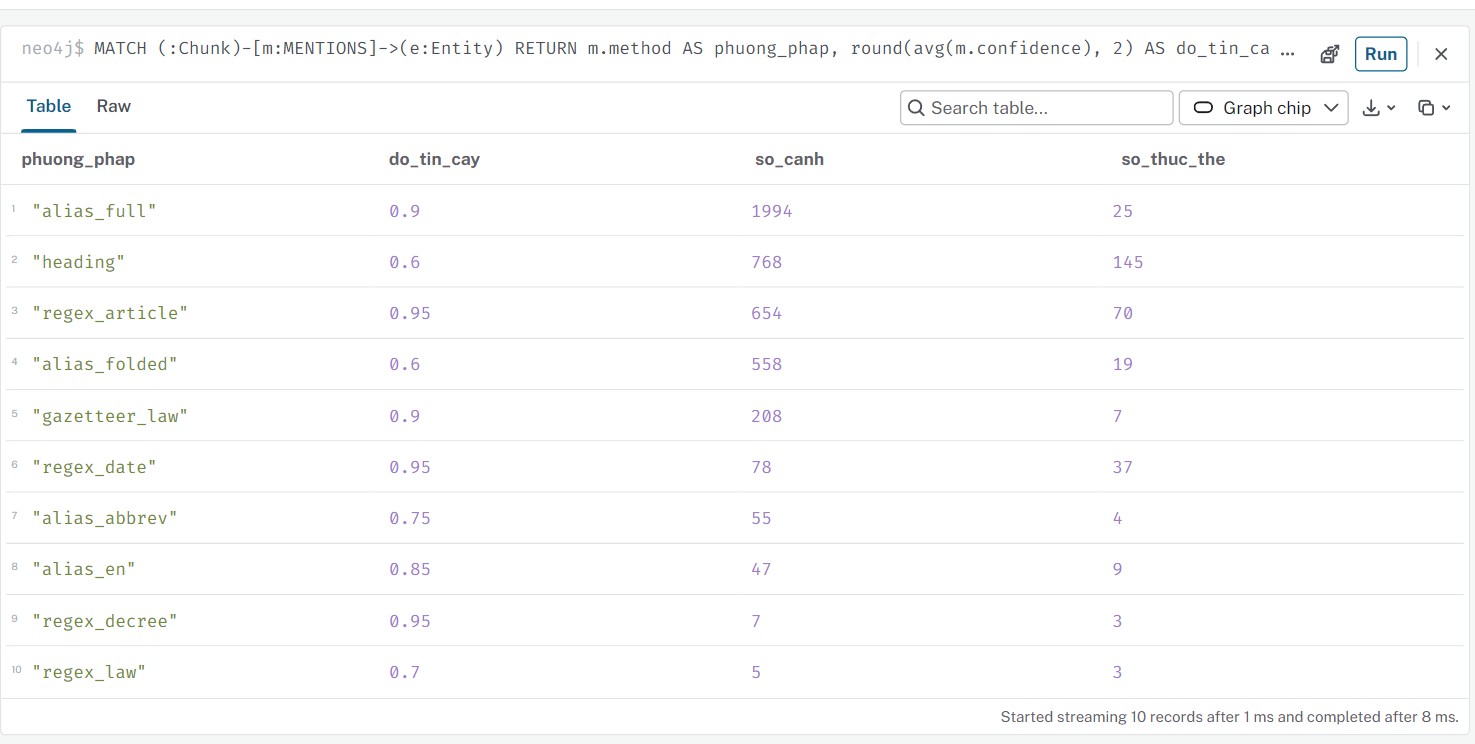 neo4j$ MATCH (:Chunk)-[m:MENTIONS]->(e:Entity) RETURN m.method AS phuong_phap, round(avg(m.confidence), 2) AS do_tin_ca ... Run
Table Raw Search table... Graph chip
phuong_phap do_tin_cay so_canh so_thuc_the
1 "alias_full" 0.9 1994 25
2 "heading" 0.6 768 145
3 "regex_article" 0.95 654 70
4 "alias_folded" 0.6 558 19
5 "gazetteer_law" 0.9 208 7
6 "regex_date" 0.95 78 37
7 "alias_abbrev" 0.75 55 4
8 "alias_en" 0.85 47 9
9 "regex_decree" 0.95 7 3
10 "regex_law" 0.7 5 3
Started streaming 10 records after 1 ms and completed after 8 ms.